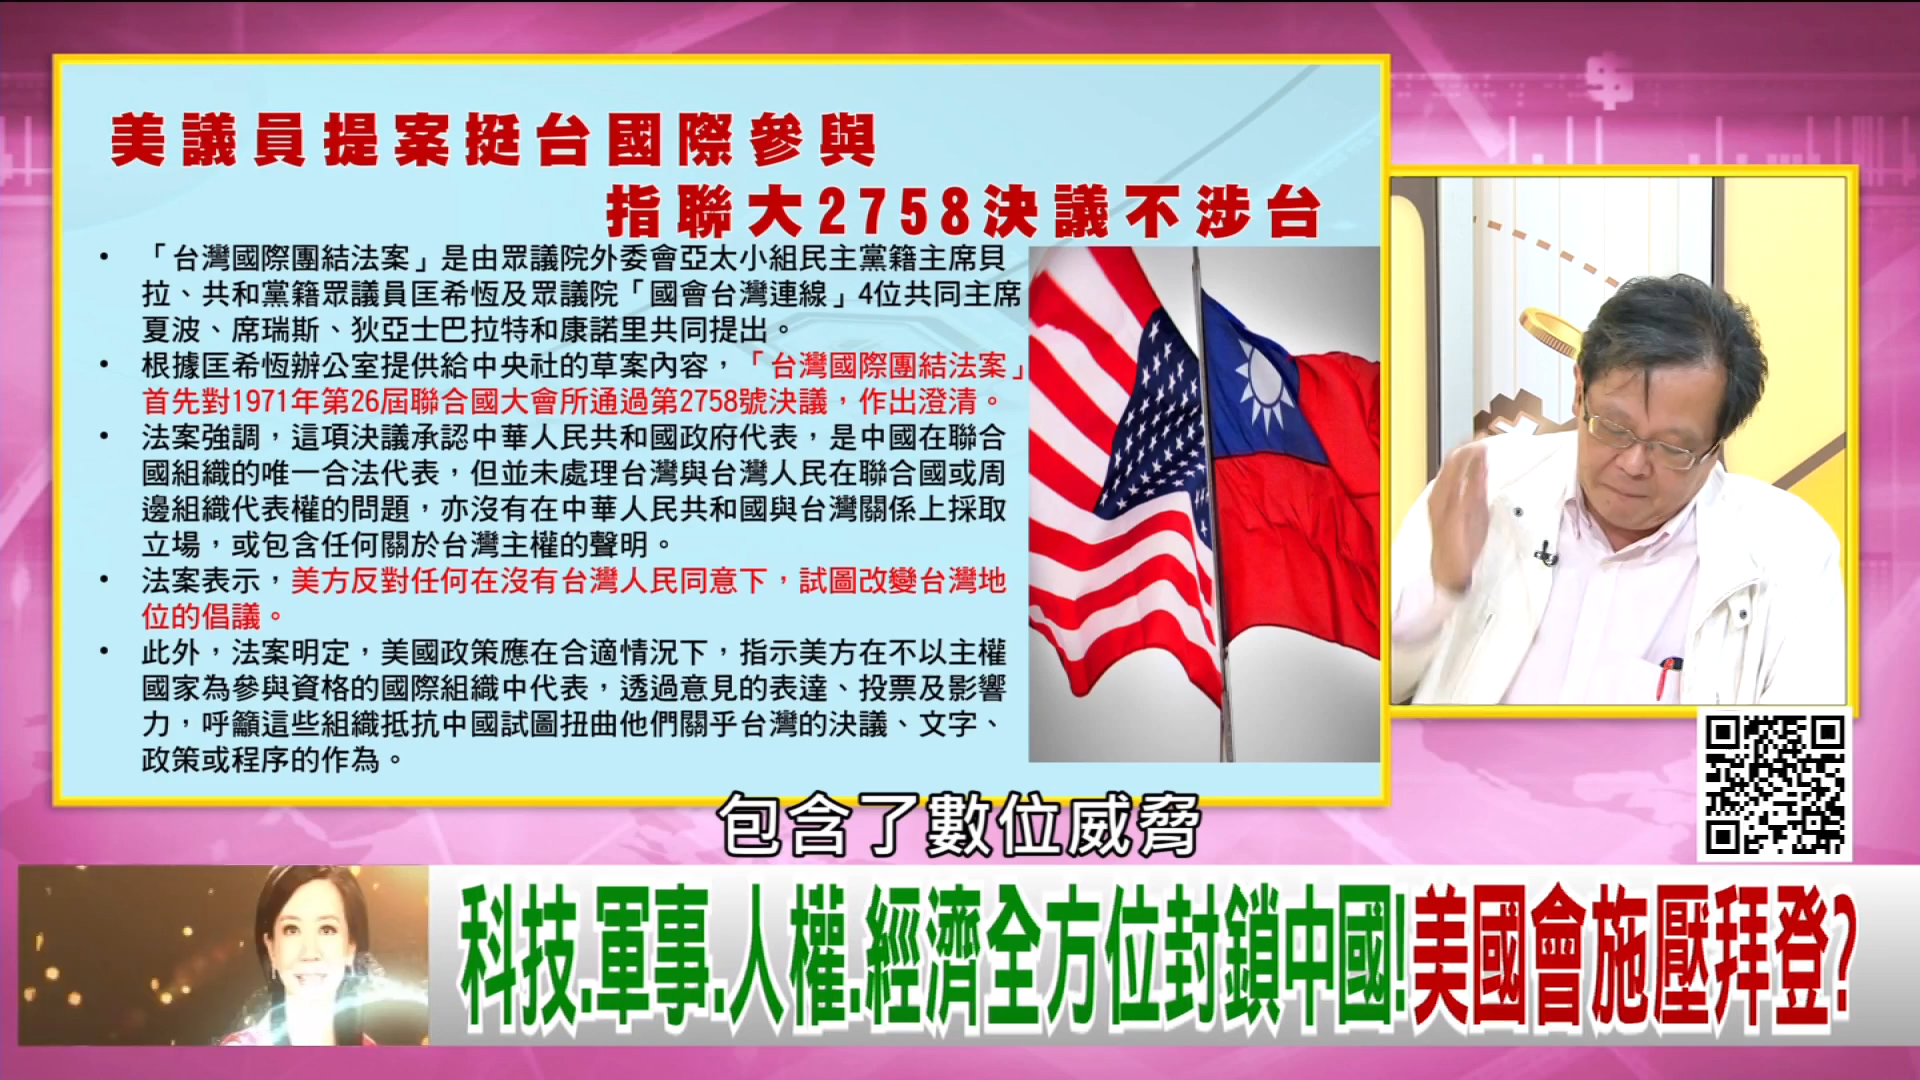 美議員提案挺台國際參與
指聯大2758決議不涉台
• 「台灣國際團結法案」是由眾議院外委會亞太小組民主黨籍主席貝
拉、共和黨籍眾議員匡希恆及眾議院「國會台灣連線」4位共同主席
夏波、席瑞斯、狄亞士巴拉特和康諾里共同提出。
• 根據匡希恆辦公室提供給中央社的草案內容，「台灣國際團結法案」
首先對1971年第26屆聯合國大會所通過第2758號決議，作出澄清。
• 法案強調，這項決議承認中華人民共和國政府代表，是中國在聯合
國組織的唯一合法代表，但並未處理台灣與台灣人民在聯合國或周
邊組織代表權的問題，亦沒有在中華人民共和國與台灣關係上採取
立場，或包含任何關於台灣主權的聲明。
• 法案表示，美方反對任何在沒有台灣人民同意下，試圖改變台灣地
位的倡議。
• 此外，法案明定，美國政策應在合適情況下，指示美方在不以主權
國家為參與資格的國際組織中代表，透過意見的表達、投票及影響
力，呼籲這些組織抵抗中國試圖扭曲他們關乎台灣的決議、文字、
政策或程序的作為。
包含了數位威脅
科技.軍事.人權.經濟全方位封鎖中國!美國會施壓拜登?